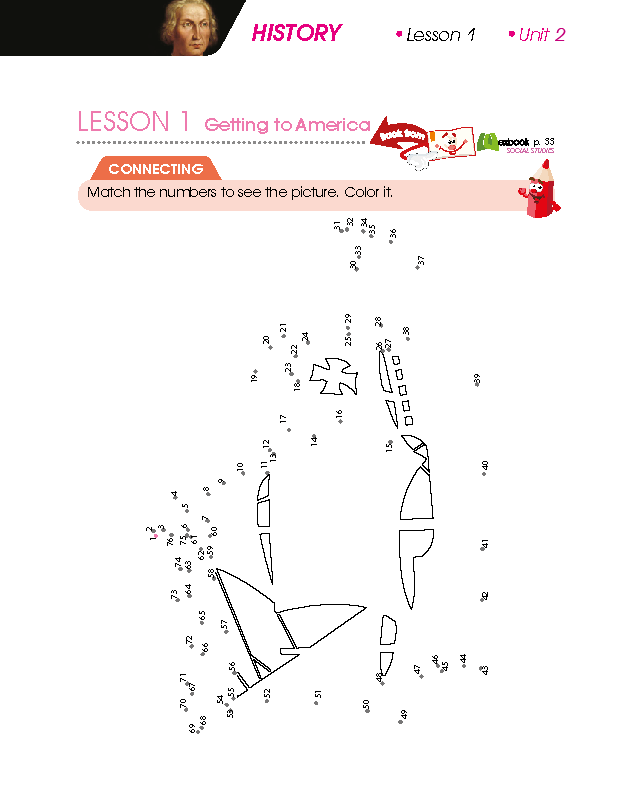 HISTORY • Lesson 1 • Unit 2
LESSON 1 Getting to America
BACK FROM
Mexbook p. 33
SOCIAL STUDIES
CONNECTING
Match the numbers to see the picture. Color it.
31 32 34 35 36
33
30 37
29 28
21 24 25 26 27 38
20 22
19 23 18 39
17 16
14 15
12 13
11 10 40
9
8
4
5
7
2 3 6 60
1 76 75 61 41
62 59
74 63 58
73 64 42
65
57
72 66
56 46 45 44 43
71 67 48 47
55 52 51
70 54 50
53 49
68
69